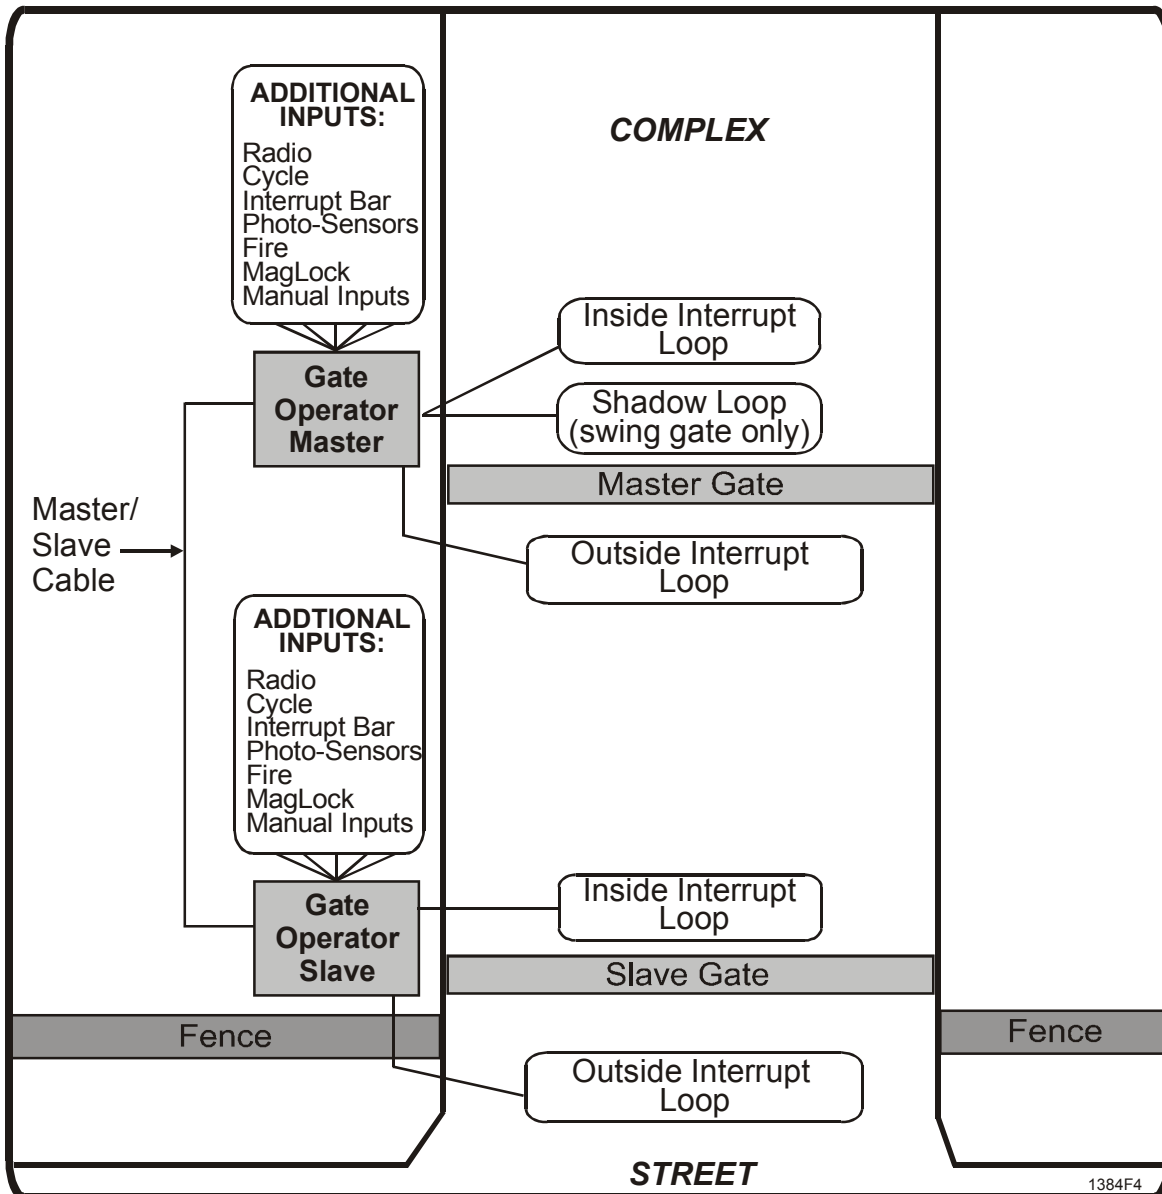 ADDITIONAL
INPUTS:
Radio
Cycle
Interrupt Bar
Photo-Sensors
Fire
MagLock
Manual Inputs
COMPLEX
Inside Interrupt
Loop
Gate
Operator
Master
Shadow Loop
(swing gate only)
Master Gate
Master/
Slave
Cable
Outside Interrupt
Loop
ADDTIONAL
INPUTS:
Radio
Cycle
Interrupt Bar
Photo-Sensors
Fire
MagLock
Manual Inputs
Inside Interrupt
Loop
Gate
Operator
Slave
Slave Gate
Fence
Fence
Outside Interrupt
Loop
STREET
1384F4